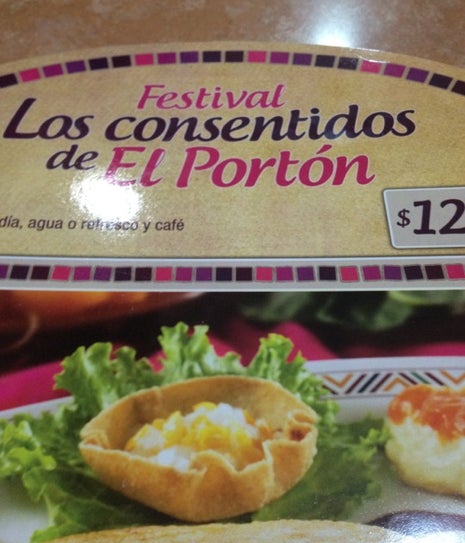 Festival
Los consentidos
de El Portón
día, agua o refresco y café
$12